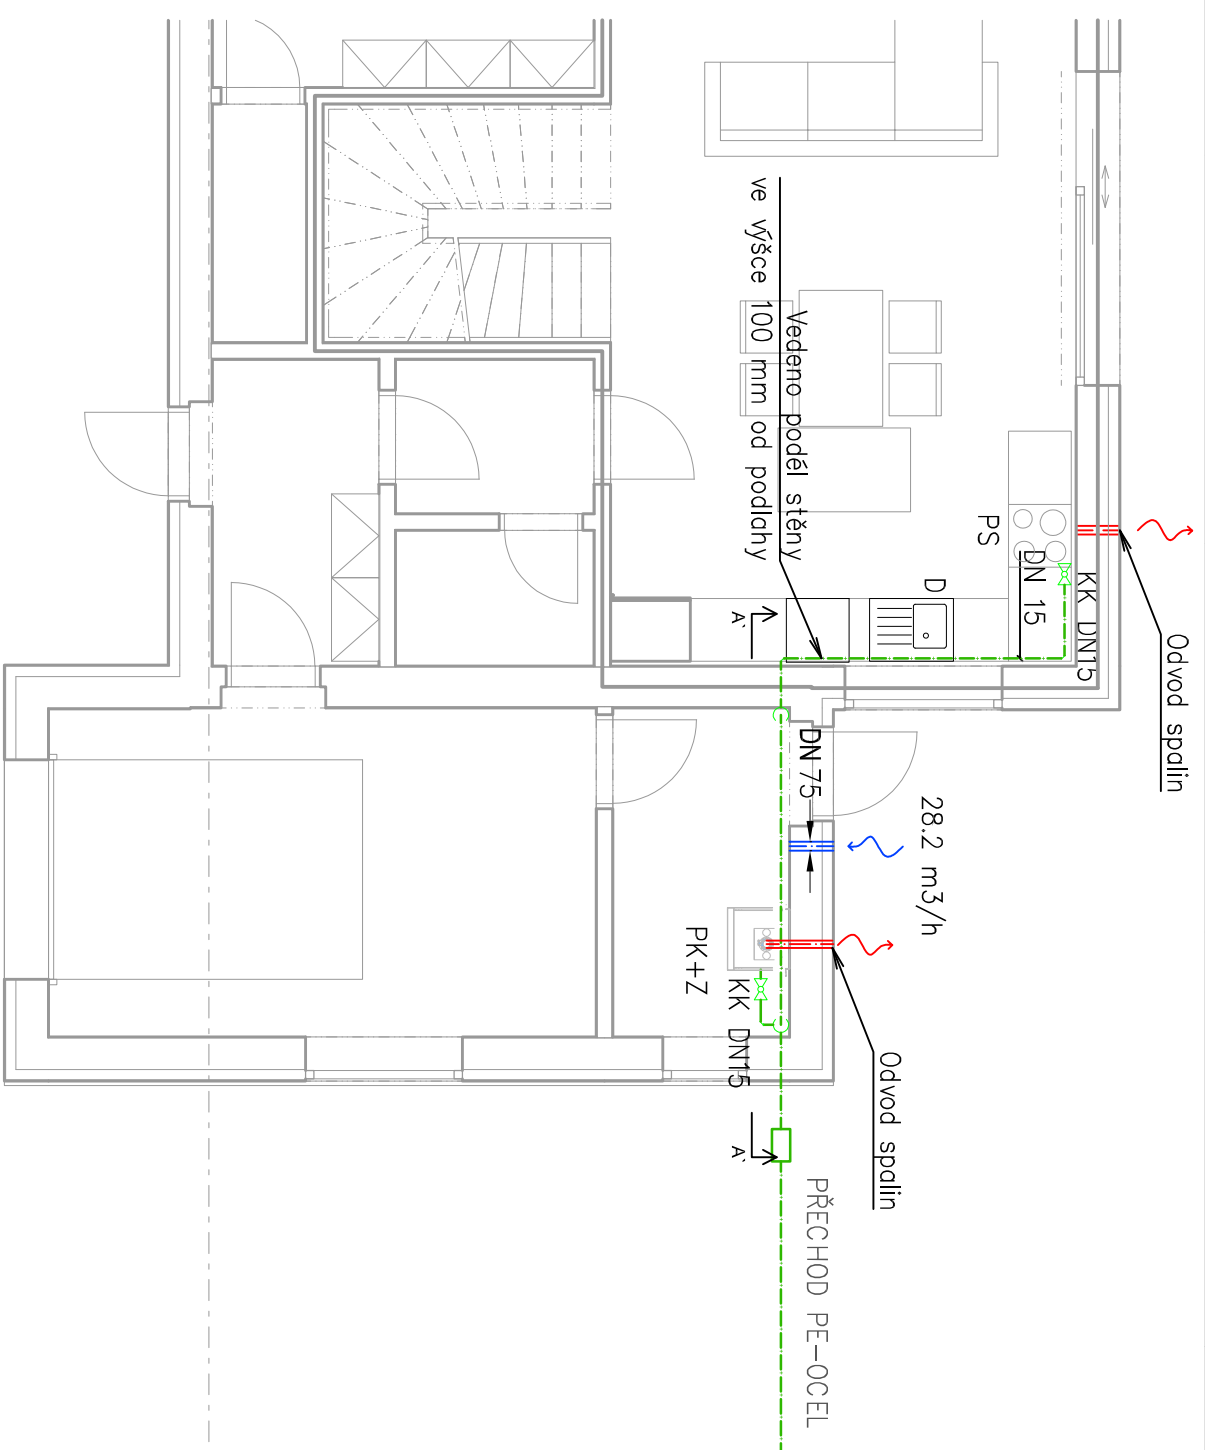 Odvod spalin
KK DN15
DN 15
PS
D
Vedeno podél stěny
ve výšce 100 mm od podlahy
A`
DN 75
28.2 m3/h
PK+Z
KK DN15
Odvod spalin
A`
PŘECHOD PE-OCEL